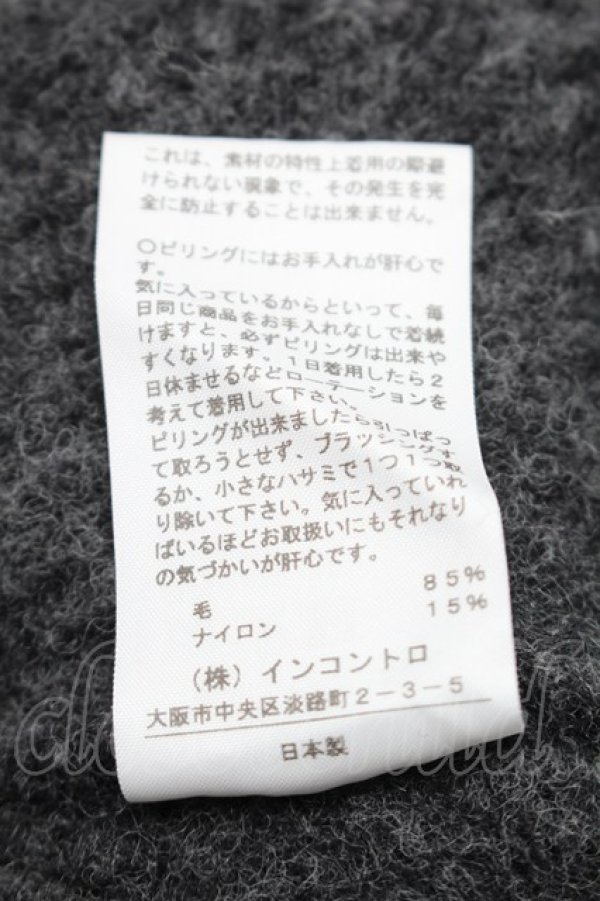 これは、素材の特性上着用の際避
けられない現象で、その発生を完
全に防止することは出来ません。
○ピリングにはお手入れが肝心で
す。
気に入っているからといって、毎
日同じ商品をお手入れなしで着続
けますと、必ずピリングは出来や
すくなります。1日着用したら2
日休ませるなどローテーションを
考えて着用して下さい。
ピリングが出来ましたら引っぱっ
て取ろうとせず、ブラッシングす
るか、小さなハサミで1つ1つ取
り除いて下さい。気に入っていれ
ばいるほどお取扱いにもそれなり
の気づかいが肝心です。
毛 85%
ナイロン 15%
(株)インコントロ
大阪市中央区淡路町2-3-5
日本製